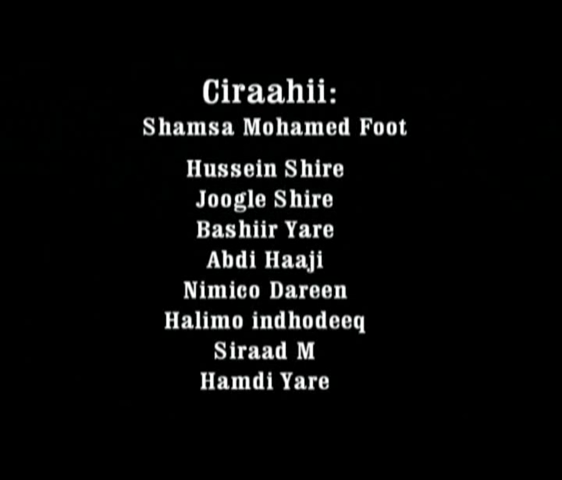 Ciraahii:
Shamsa Mohamed Foot
Hussein Shire
Joogle Shire
Bashiir Yare
Abdi Haaji
Nimico Dareen
Halimo indhodeeq
Siraad M
Hamdi Yare